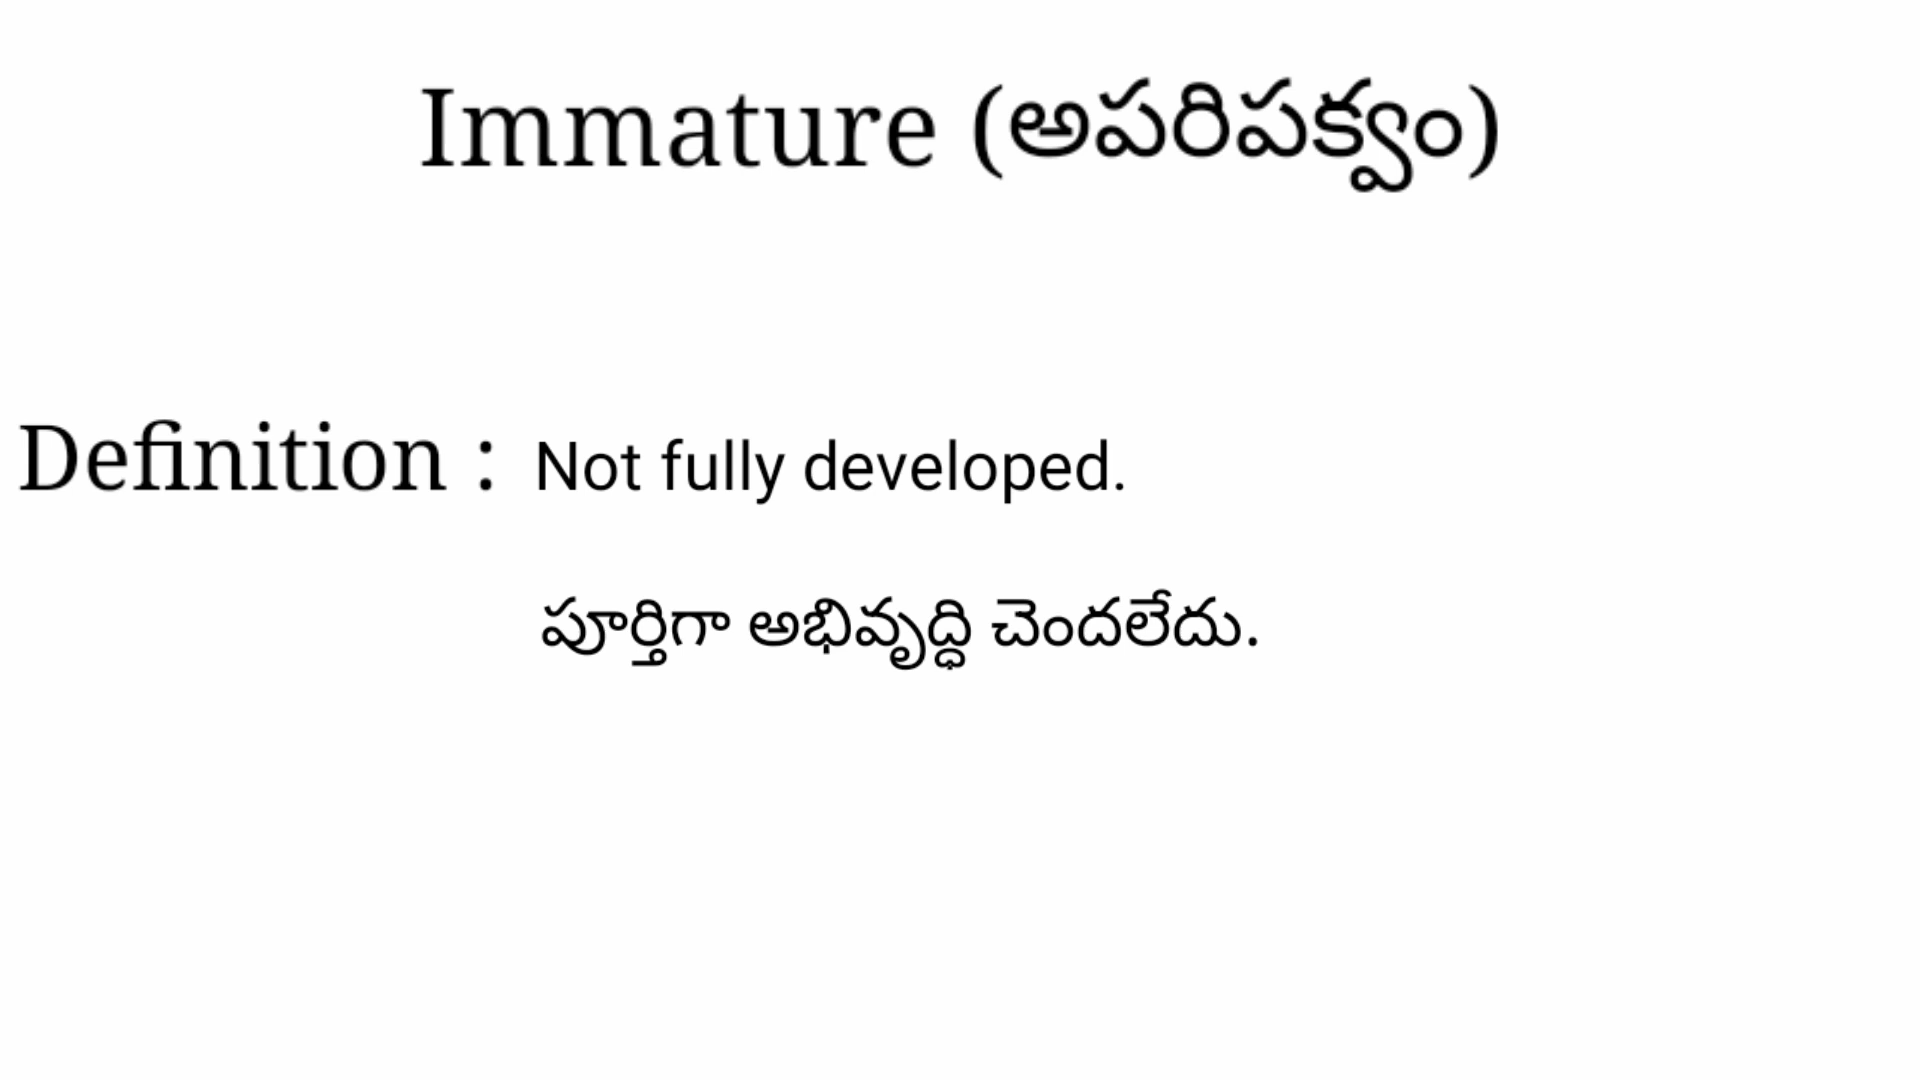 Immature (అపరిపక్వం)
Definition : Not fully developed.
పూర్తిగా అభివృద్ధి చెందలేదు.